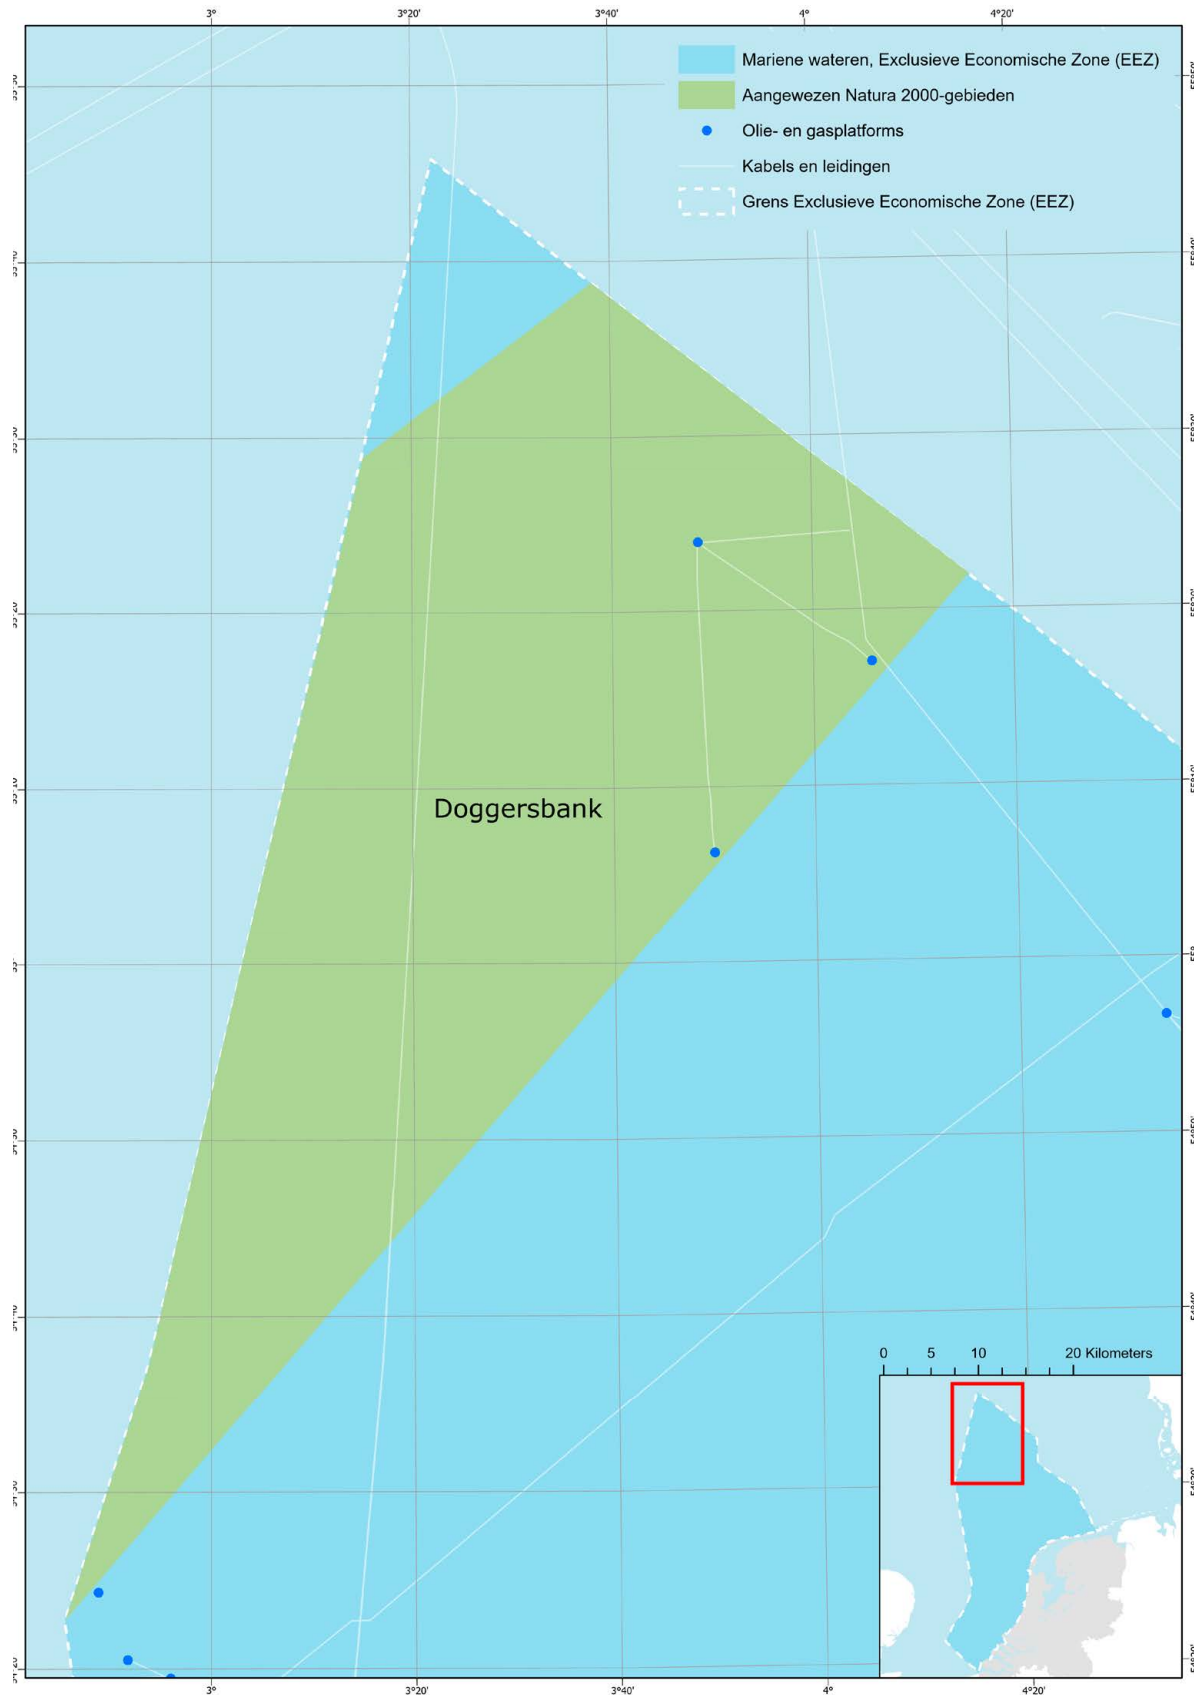 3°
3°20'
3°40'
4°
4°20'
Mariene wateren, Exclusieve Economische Zone (EEZ)
Aangewezen Natura 2000-gebieden
Olie- en gasplatforms
Kabels en leidingen
Grens Exclusieve Economische Zone (EEZ)
Doggersbank
0 5 10 20 Kilometers
3°
3°20'
3°40'
4°
4°20'